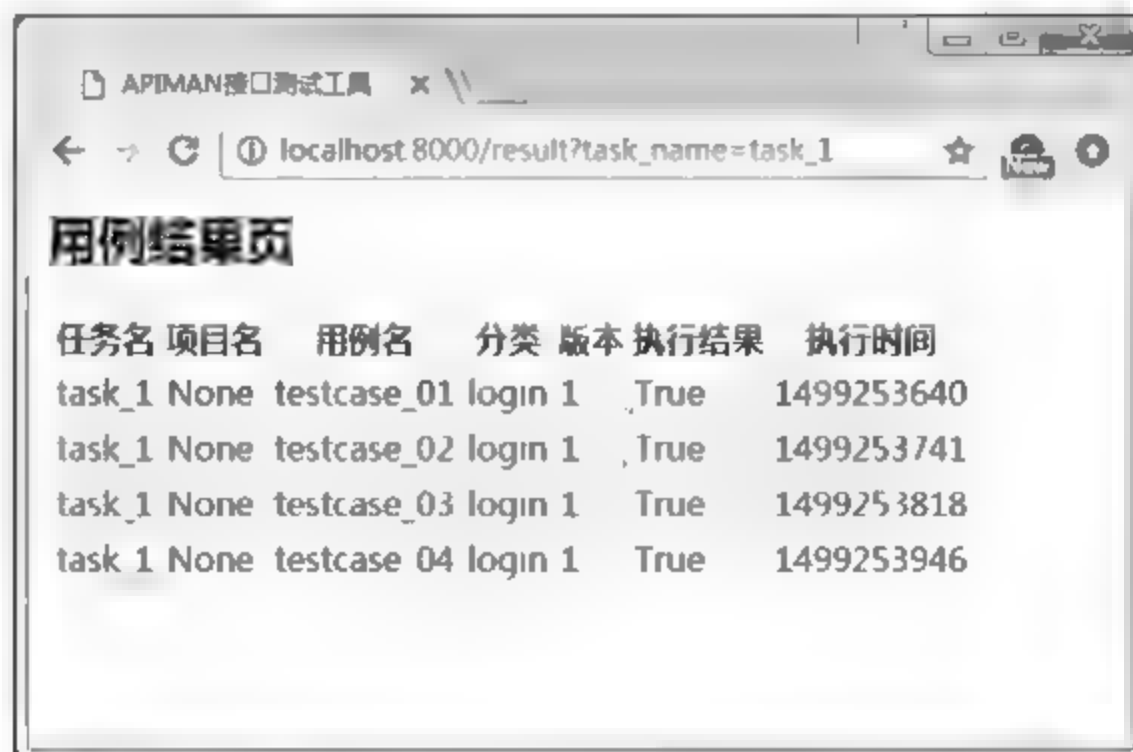 APIMAN接口测试工具
localhost:8000/result?task_name=task_1
New
用例结果页
任务名 项目名 用例名 分类 版本 执行结果 执行时间
task_1 None testcase_01 login 1 True 1499253640
task_1 None testcase_02 login 1 True 1499253741
task_1 None testcase_03 login 1 True 1499253818
task_1 None testcase_04 login 1 True 1499253946